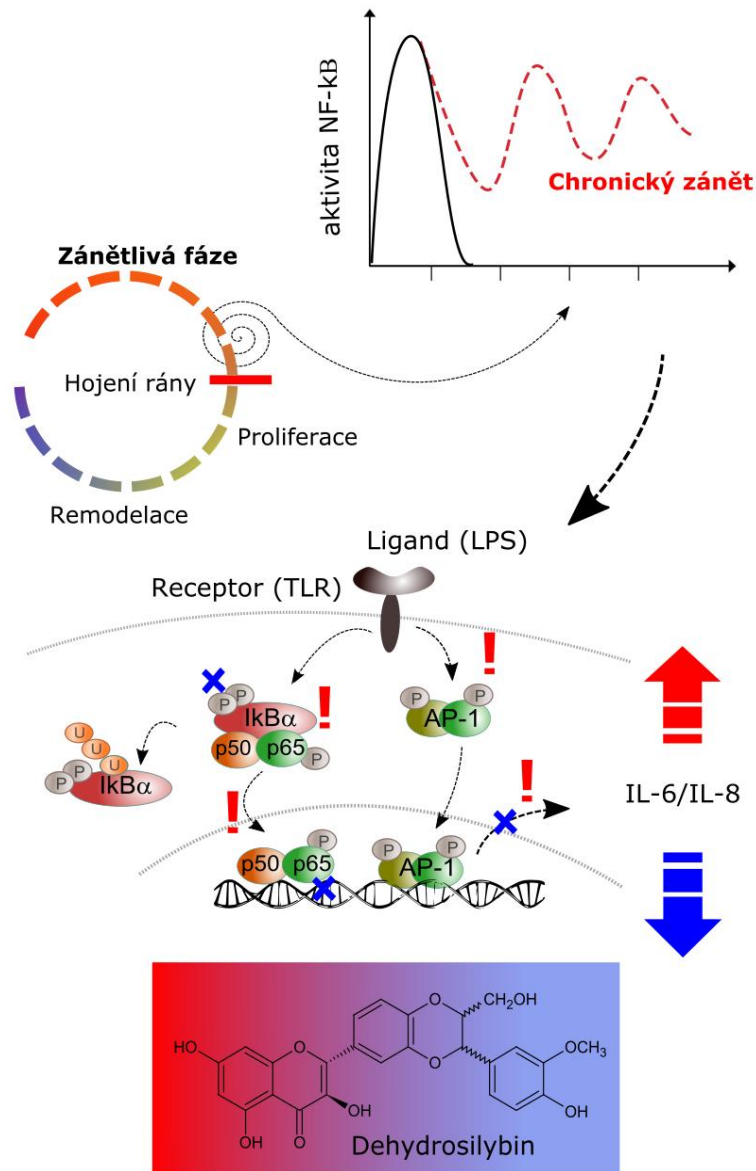 aktivita NF-kB
Chronický zánět
Zánětlivá fáze
Hojení rány
Proliferace
Remodelace
Ligand (LPS)
Receptor (TLR)
!
!
P
P
P
P
IkBα
AP-1
p50
p65
P
U
U
U
P
P
IkBα
!
!
IL-6/IL-8
P
P
P
p50
p65
AP-1
CH₂OH
O
HO
O
O
OCH₃
OH
OH
O
OH
Dehydrosilybin